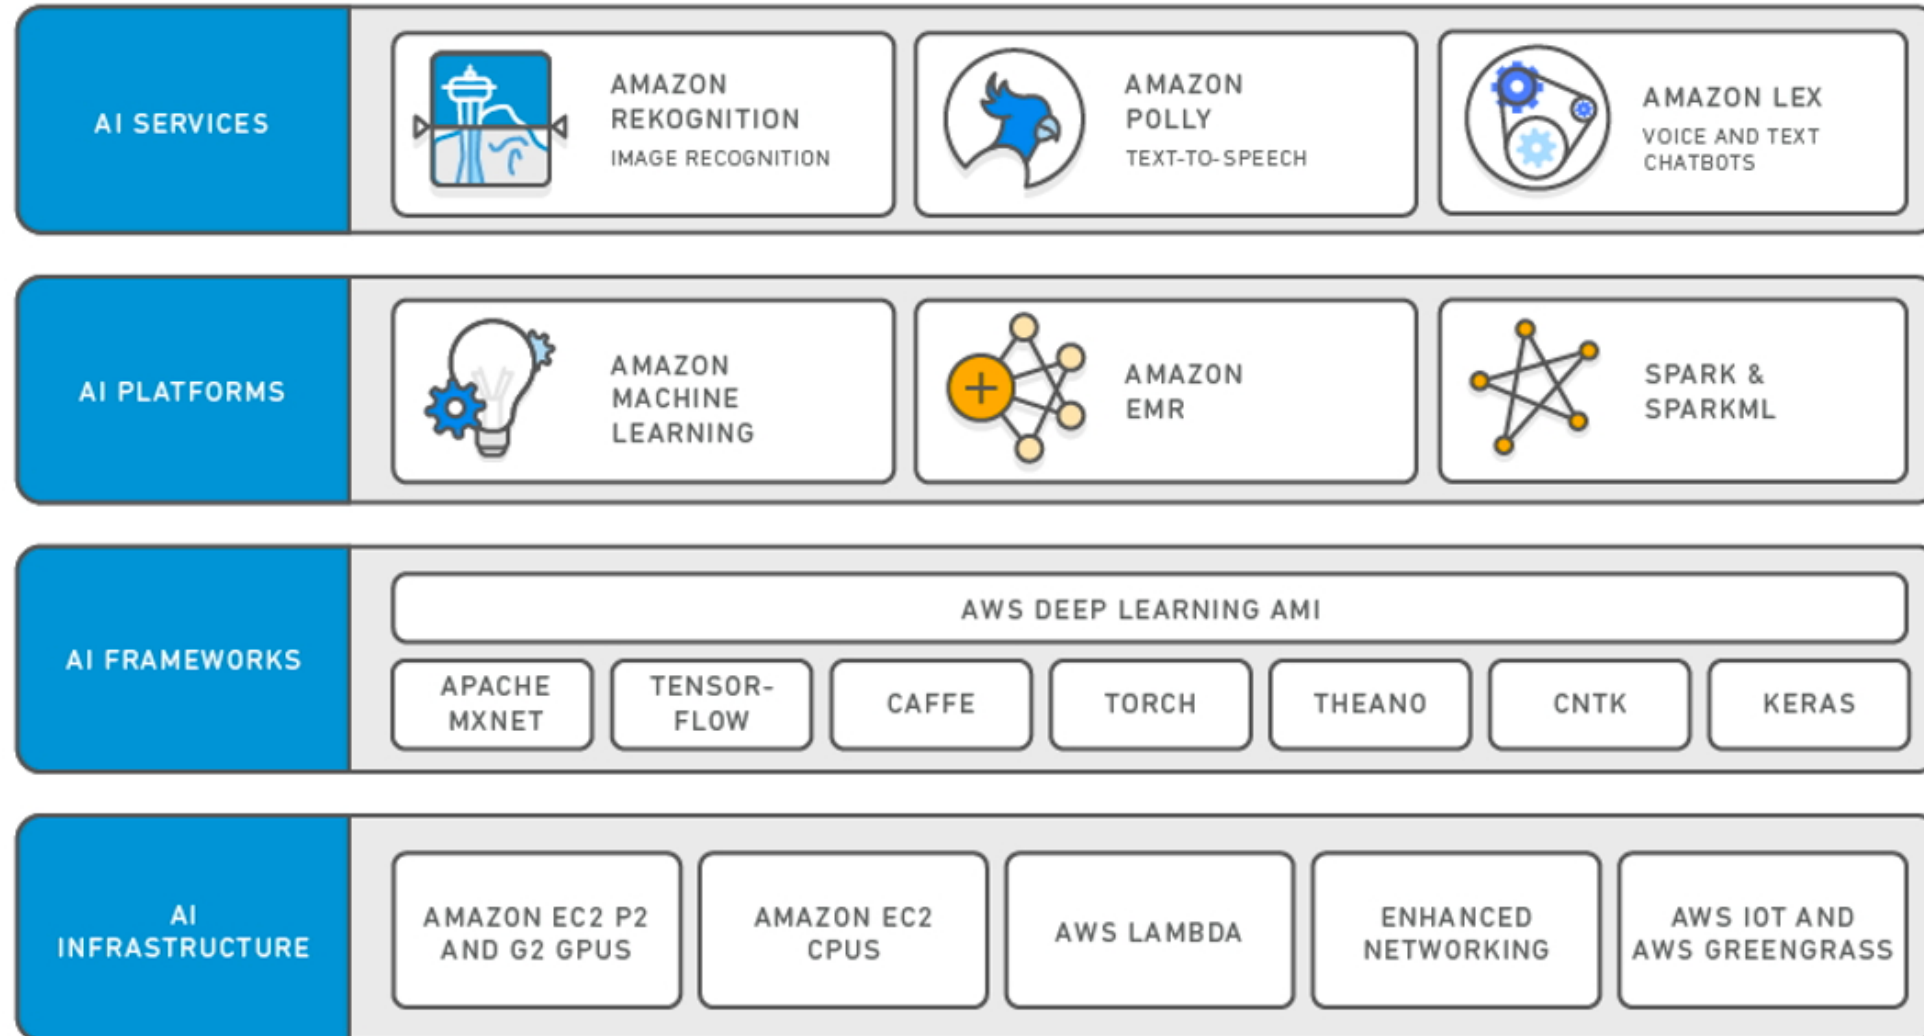 AI SERVICES
AMAZON
REKOGNITION
IMAGE RECOGNITION
AMAZON
POLLY
TEXT-TO-SPEECH
AMAZON LEX
VOICE AND TEXT
CHATBOTS
AI PLATFORMS
AMAZON
MACHINE
LEARNING
AMAZON
EMR
SPARK &
SPARKML
AI FRAMEWORKS
AWS DEEP LEARNING AMI
APACHE
MXNET
TENSOR-
FLOW
CAFFE
TORCH
THEANO
CNTK
KERAS
AI
INFRASTRUCTURE
AMAZON EC2 P2
AND G2 GPUS
AMAZON EC2
CPUS
AWS LAMBDA
ENHANCED
NETWORKING
AWS IOT AND
AWS GREENGRASS